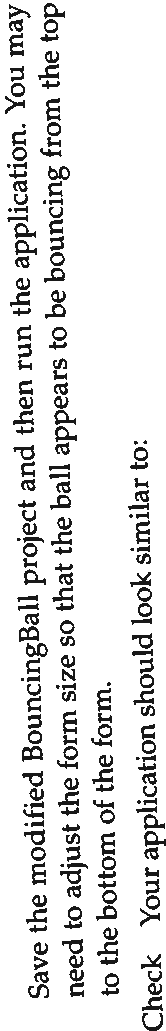 Save the modified BouncingBall project and then run the application. You may
need to adjust the form size so that the ball appears to be bouncing from the top
to the bottom of the form.
Check Your application should look similar to: